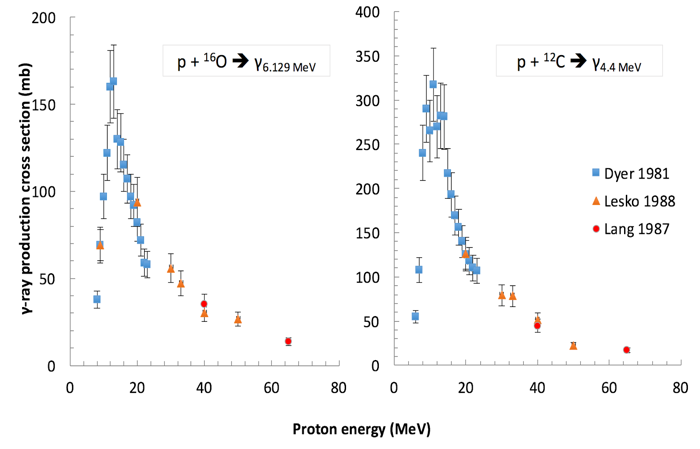 γ-ray production cross section (mb)
200
150
100
50
0
0 20 40 60 80
p + ¹⁶O ➔ γ6.129 MeV
400
350
300
250
200
150
100
50
0
0 20 40 60 80
p + ¹²C ➔ γ4.4 MeV
Dyer 1981
Lesko 1988
Lang 1987
Proton energy (MeV)